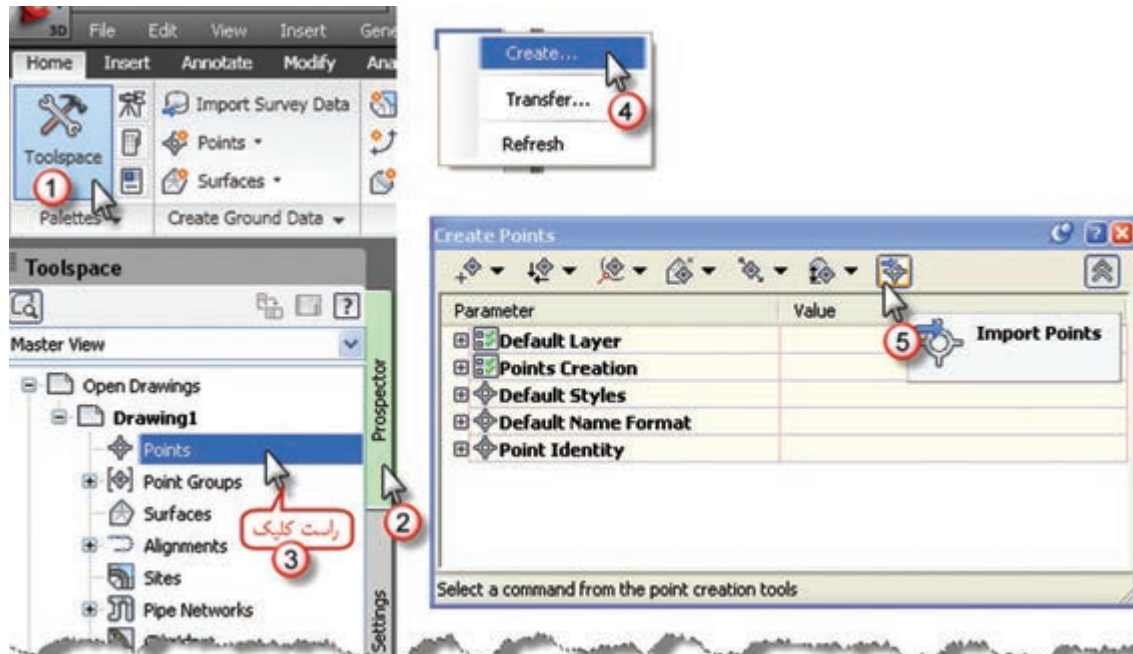 3D File Edit View Insert Gene
Home Insert Annotate Modify Ana
Toolspace
1
Import Survey Data
Points
Surfaces
Palettes
Create Ground Data
Toolspace
Master View
Open Drawings
Drawing1
Points
Point Groups
Surfaces
Alignments
Sites
Pipe Networks
راست کلیک
3
Prospector
2
Settings
Create...
Transfer...
Refresh
4
Create Points
Parameter Value
Default Layer
Points Creation
Default Styles
Default Name Format
Point Identity
5
Import Points
Select a command from the point creation tools